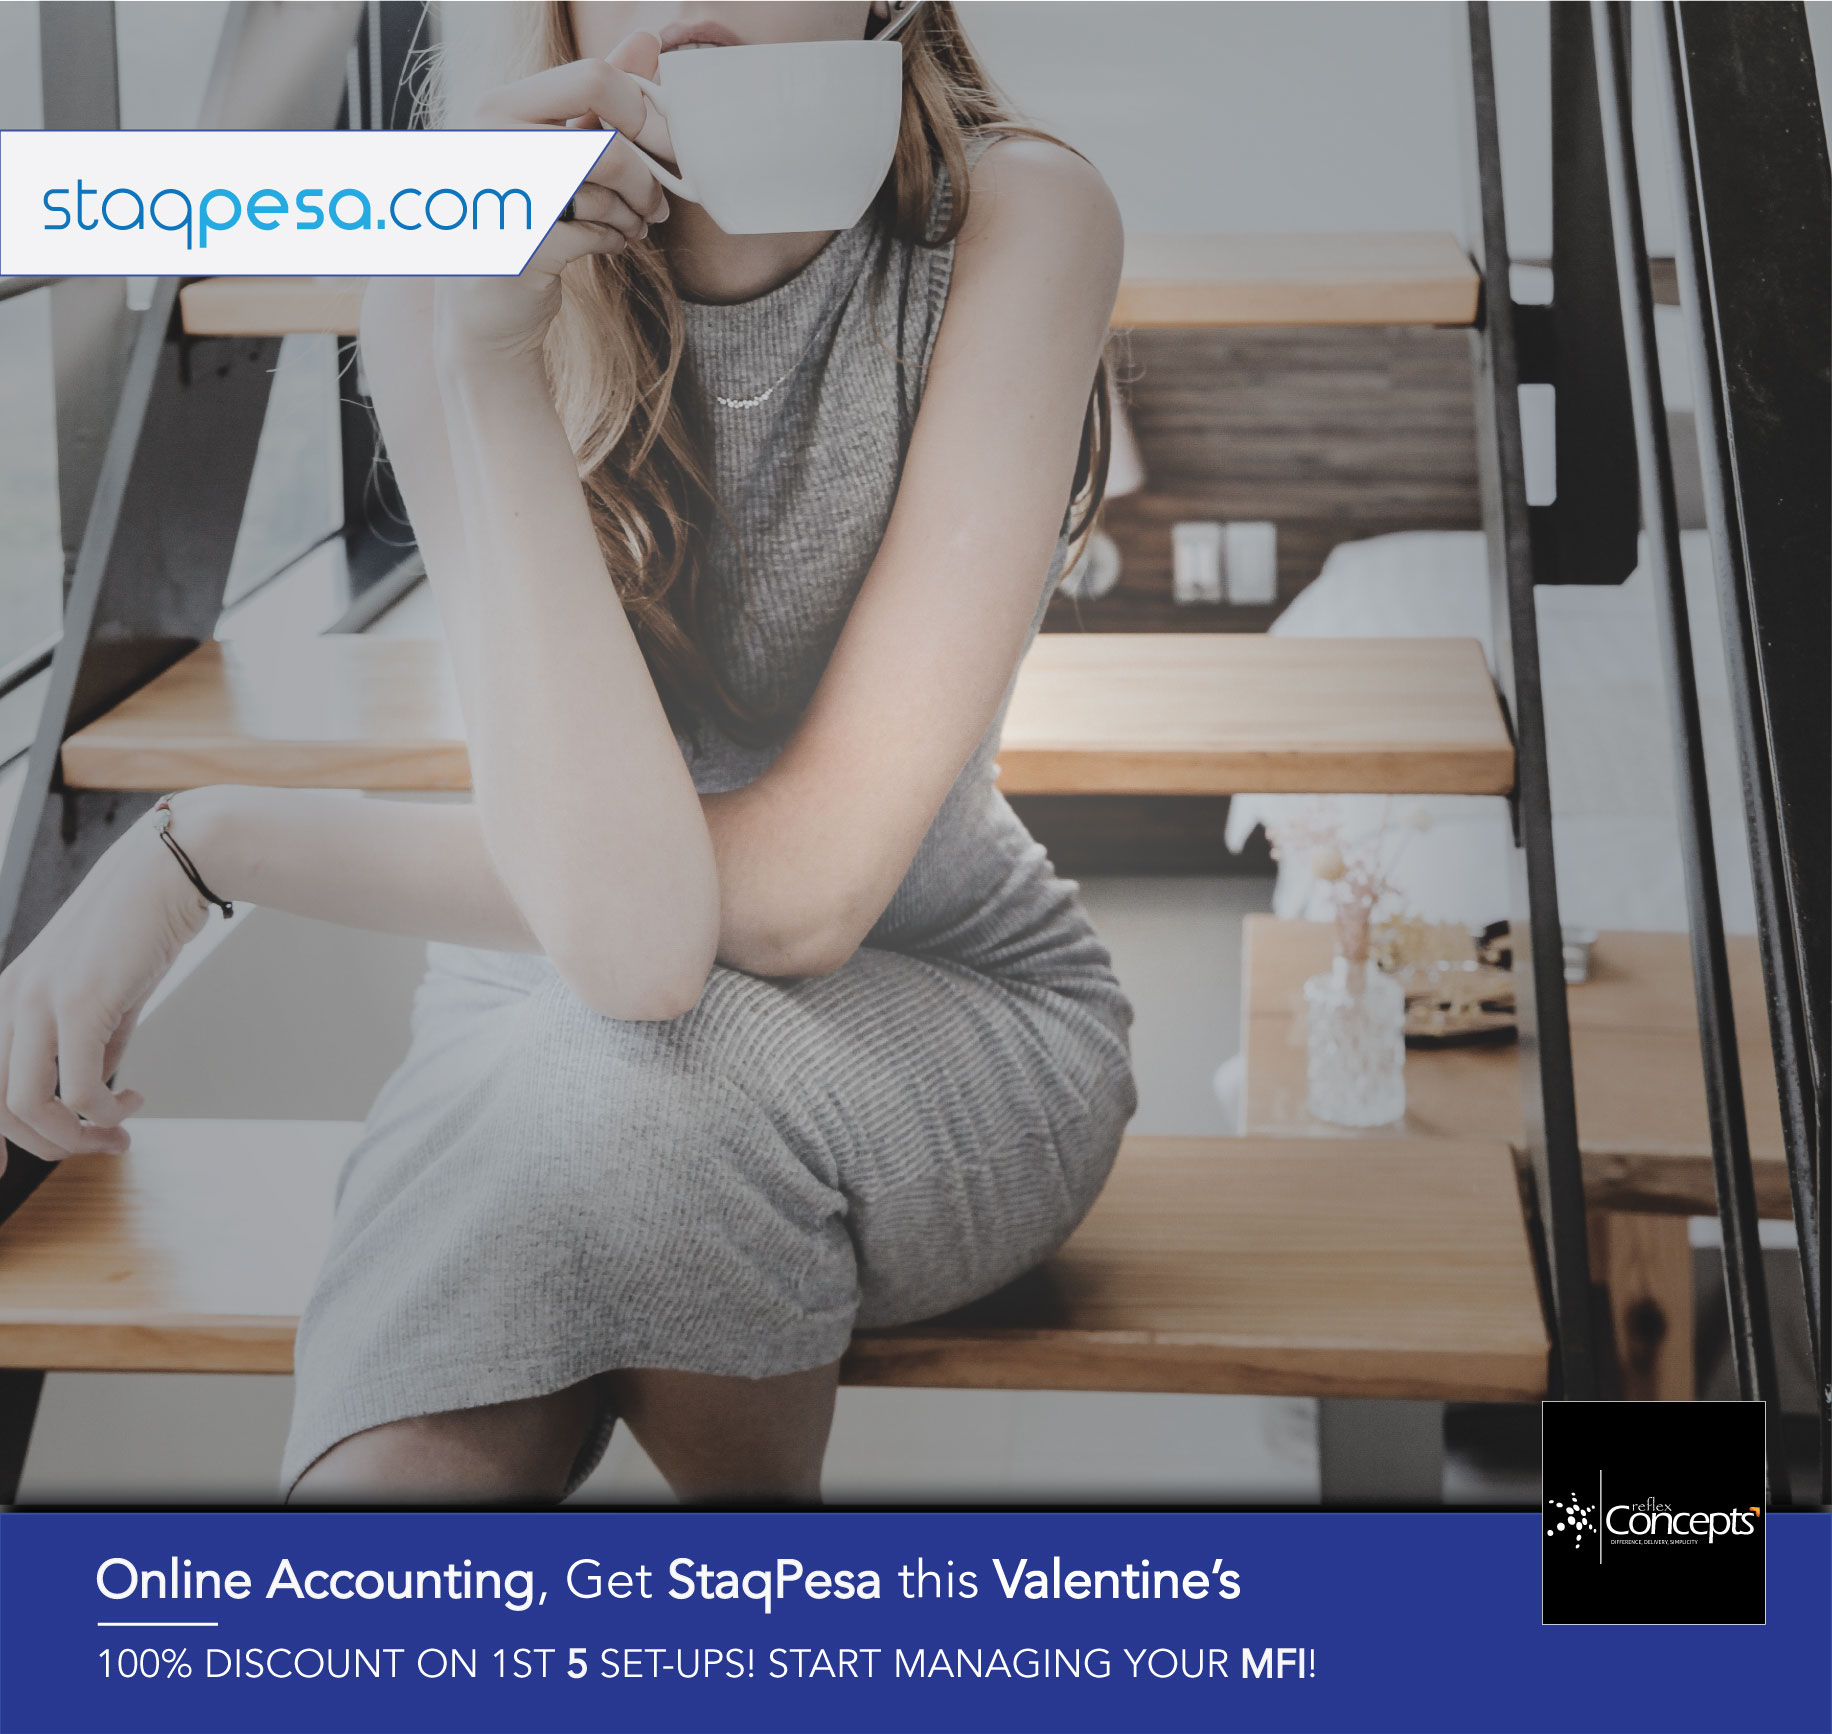 staqpesa.com
reflex
Concepts
DIFFERENCE, DELIVERY, SIMPLICITY
Online Accounting, Get StaqPesa this Valentine's
100% DISCOUNT ON 1ST 5 SET-UPS! START MANAGING YOUR MFI!